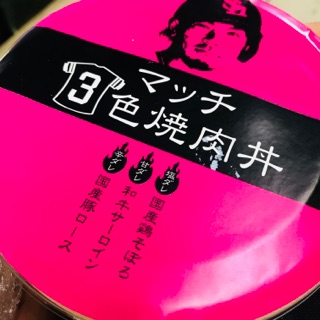 マッチ
3色焼肉丼
塩ダレ 国産鶏そぼろ
甘ダレ 和牛サーロイン
辛ダレ 国産豚ロース